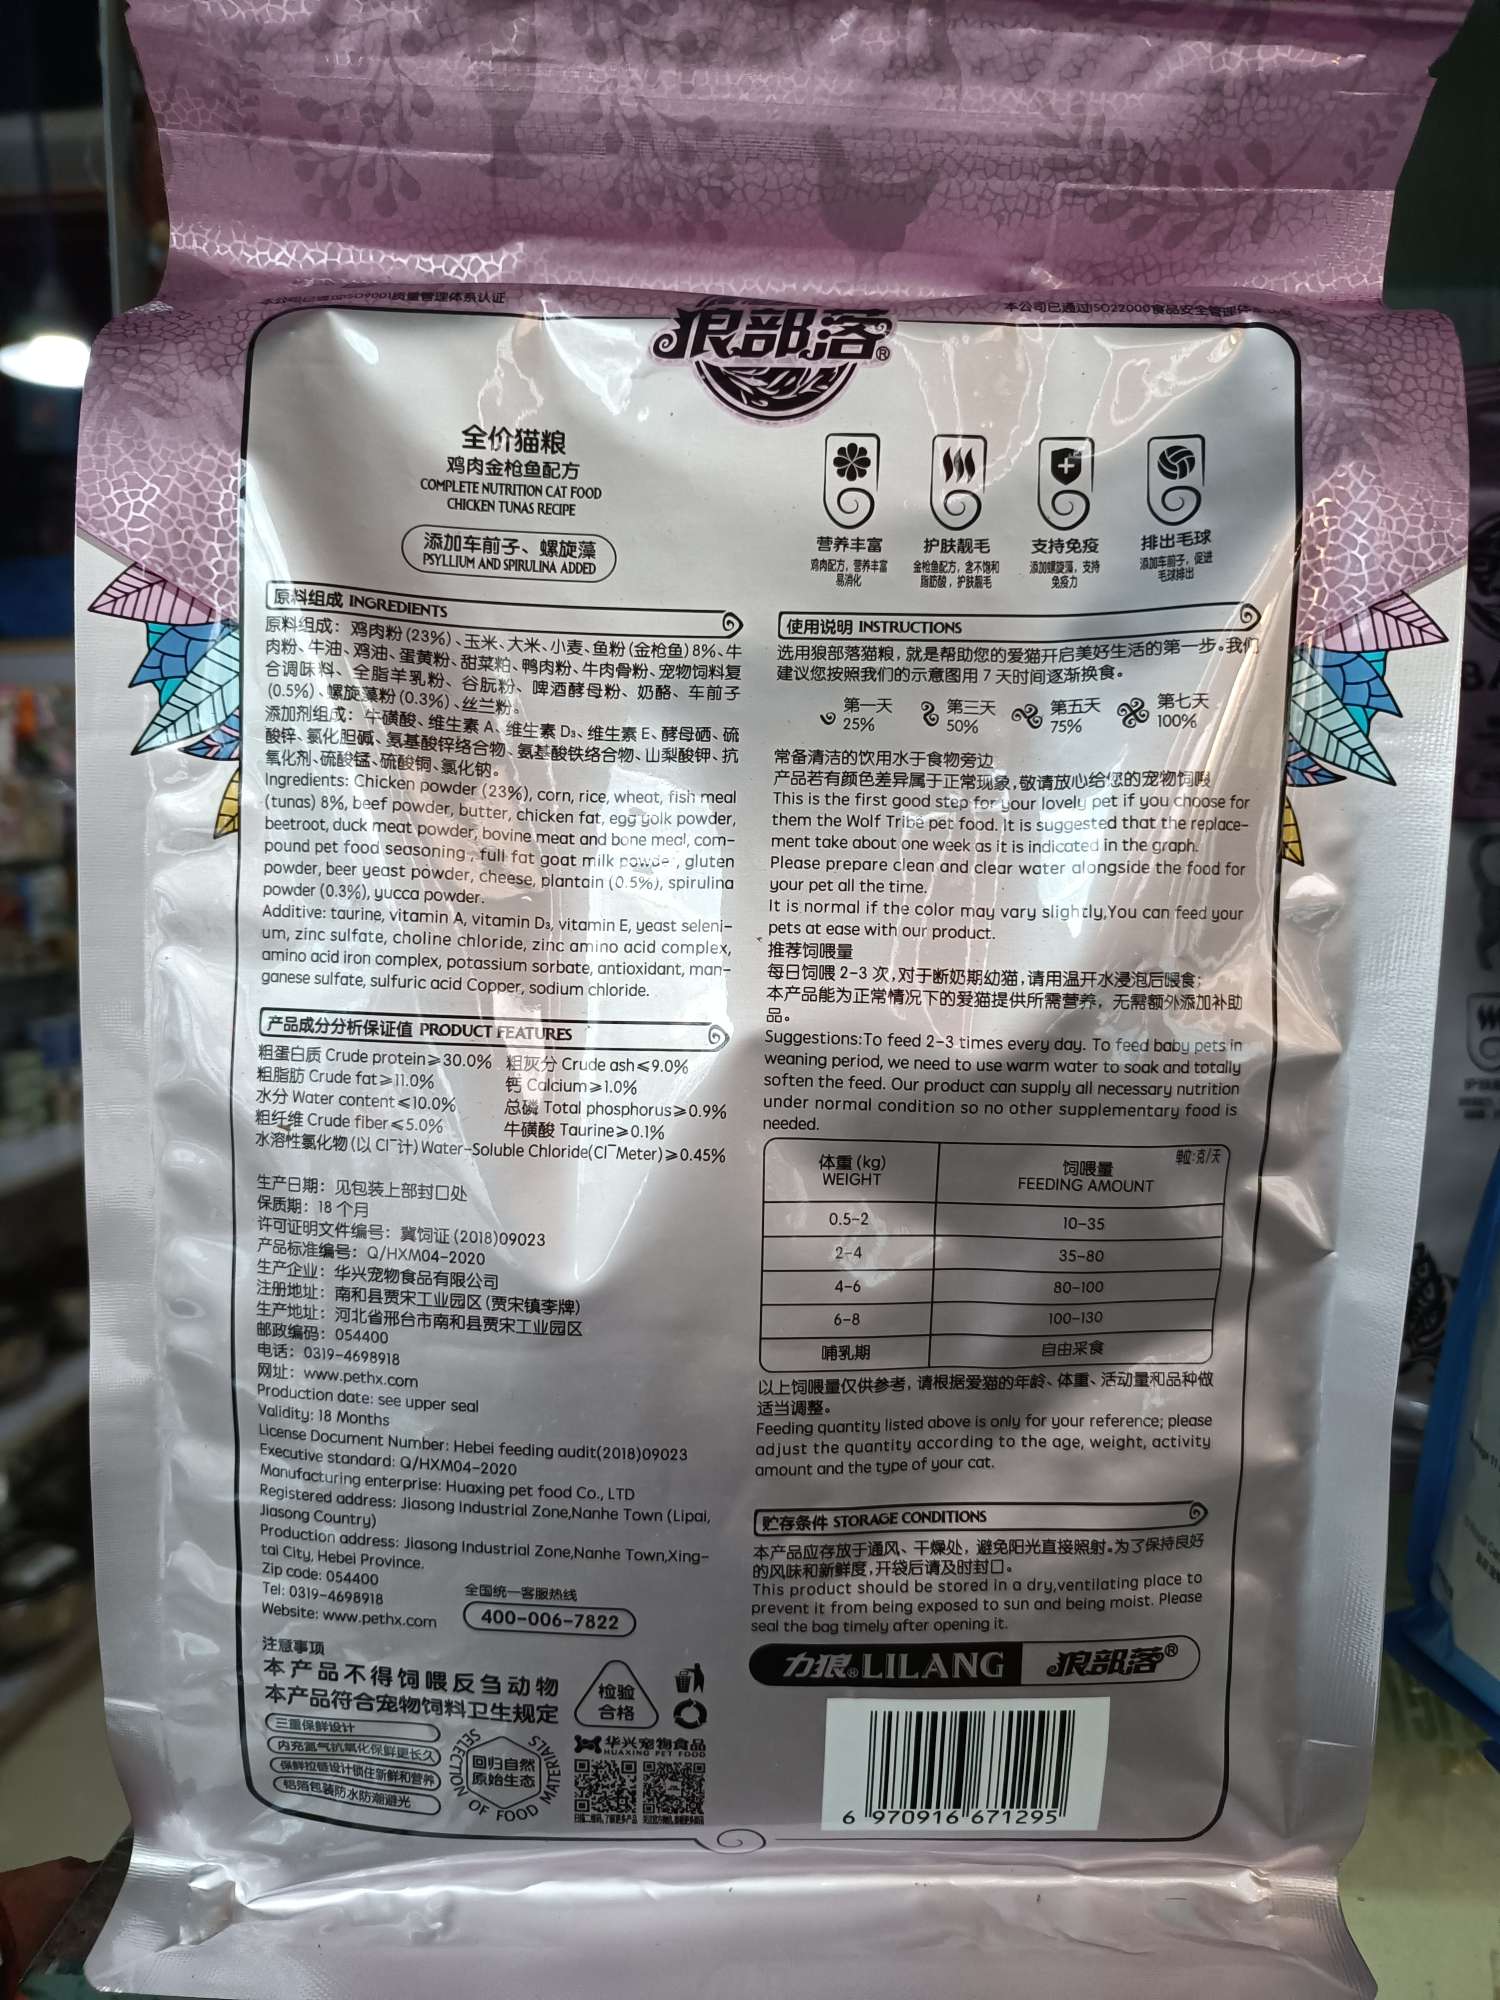 本公司已通过ISO9001质量管理体系认证
本公司已通过ISO22000食品安全管理体
狼部落®
全价猫粮
鸡肉金枪鱼配方
COMPLETE NUTRITION CAT FOOD
CHICKEN TUNAS RECIPE
添加车前子、螺旋藻
PSYLLIUM AND SPIRULINA ADDED
原料组成 INGREDIENTS
原料组成：鸡肉粉(23%)、玉米、大米、小麦、鱼粉(金枪鱼)8%、牛
肉粉、牛油、鸡油、蛋黄粉、甜菜粕、鸭肉粉、牛肉骨粉、宠物饲料复
合调味料、全脂羊乳粉、谷朊粉、啤酒酵母粉、奶酪、车前子
(0.5%)、螺旋藻粉(0.3%)、丝兰粉。
添加剂组成：牛磺酸、维生素A、维生素D₃、维生素E、酵母硒、硫
酸锌、氯化胆碱、氨基酸锌络合物、氨基酸铁络合物、山梨酸钾、抗
氧化剂、硫酸锰、硫酸铜、氯化钠。
Ingredients: Chicken powder (23%), corn, rice, wheat, fish meal
(tunas) 8%, beef powder, butter, chicken fat, egg yolk powder,
beetroot, duck meat powder, bovine meat and bone meal, com-
pound pet food seasoning , full fat goat milk powde , gluten
powder, beer yeast powder, cheese, plantain (0.5%), spirulina
powder (0.3%), yucca powder.
Additive: taurine, vitamin A, vitamin D₃, vitamin E, yeast seleni-
um, zinc sulfate, choline chloride, zinc amino acid complex,
amino acid iron complex, potassium sorbate, antioxidant, man-
ganese sulfate, sulfuric acid Copper, sodium chloride.
产品成分分析保证值 PRODUCT FEATURES
粗蛋白质 Crude protein≥30.0% 粗灰分 Crude ash≤9.0%
粗脂肪 Crude fat≥11.0% 钙 Calcium≥1.0%
水分 Water content≤10.0% 总磷 Total phosphorus≥0.9%
粗纤维 Crude fiber≤5.0% 牛磺酸 Taurine≥0.1%
水溶性氯化物(以 Cl⁻计) Water-Soluble Chloride(Cl⁻Meter)≥0.45%
生产日期：见包装上部封口处
保质期：18 个月
许可证明文件编号：冀饲证 (2018)09023
产品标准编号：Q/HXM04-2020
生产企业：华兴宠物食品有限公司
注册地址：南和县贾宋工业园区(贾宋镇李牌)
生产地址：河北省邢台市南和县贾宋工业园区
邮政编码：054400
电话：0319-4698918
网址：www.pethx.com
Production date: see upper seal
Validity: 18 Months
License Document Number: Hebei feeding audit(2018)09023
Executive standard: Q/HXM04-2020
Manufacturing enterprise: Huaxing pet food Co., LTD
Registered address: Jiasong Industrial Zone,Nanhe Town (Lipai,
Jiasong Country)
Production address: Jiasong Industrial Zone,Nanhe Town,Xing-
tai City, Hebei Province.
Zip code: 054400
Tel: 0319-4698918
Website: www.pethx.com
全国统一客服热线
400-006-7822
注意事项
本产品不得饲喂反刍动物
本产品符合宠物饲料卫生规定
检验
合格
三重保鲜设计
内充氮气抗氧化保鲜更长久
保鲜拉链设计锁住新鲜和营养
铝箔包装防水防潮避光
SELECTION OF FOOD MATERIALS
回归自然
原始生态
华兴宠物食品
HUAXING PET FOOD
营养丰富
鸡肉配方，营养丰富
易消化
护肤靓毛
金枪鱼配方，含不饱和
脂肪酸，护肤靓毛
支持免疫
添加螺旋藻，支持
免疫力
排出毛球
添加车前子，促进
毛球排出
使用说明 INSTRUCTIONS
选用狼部落猫粮，就是帮助您的爱猫开启美好生活的第一步。我们
建议您按照我们的示意图用 7 天时间逐渐换食。
第一天 25%
第三天 50%
第五天 75%
第七天 100%
常备清洁的饮用水于食物旁边
产品若有颜色差异属于正常现象,敬请放心给您的宠物饲喂
This is the first good step for your lovely pet if you choose for
them the Wolf Tribe pet food. It is suggested that the replace-
ment take about one week as it is indicated in the graph.
Please prepare clean and clear water alongside the food for
your pet all the time.
It is normal if the color may vary slightly,You can feed your
pets at ease with our product.
推荐饲喂量
每日饲喂 2-3 次,对于断奶期幼猫,请用温开水浸泡后喂食;
本产品能为正常情况下的爱猫提供所需营养，无需额外添加补助
品。
Suggestions:To feed 2-3 times every day. To feed baby pets in
weaning period, we need to use warm water to soak and totally
soften the feed. Our product can supply all necessary nutrition
under normal condition so no other supplementary food is
needed.
单位:克/天
体重(kg) 饲喂量
WEIGHT FEEDING AMOUNT
0.5-2 10-35
2-4 35-80
4-6 80-100
6-8 100-130
哺乳期 自由采食
以上饲喂量仅供参考，请根据爱猫的年龄、体重、活动量和品种做
适当调整。
Feeding quantity listed above is only for your reference; please
adjust the quantity according to the age, weight, activity
amount and the type of your cat.
贮存条件 STORAGE CONDITIONS
本产品应存放于通风、干燥处，避免阳光直接照射。为了保持良好
的风味和新鲜度,开袋后请及时封口。
This product should be stored in a dry,ventilating place to
prevent it from being exposed to sun and being moist. Please
seal the bag timely after opening it.
力狼®LILANG 狼部落®
6 970916 671295